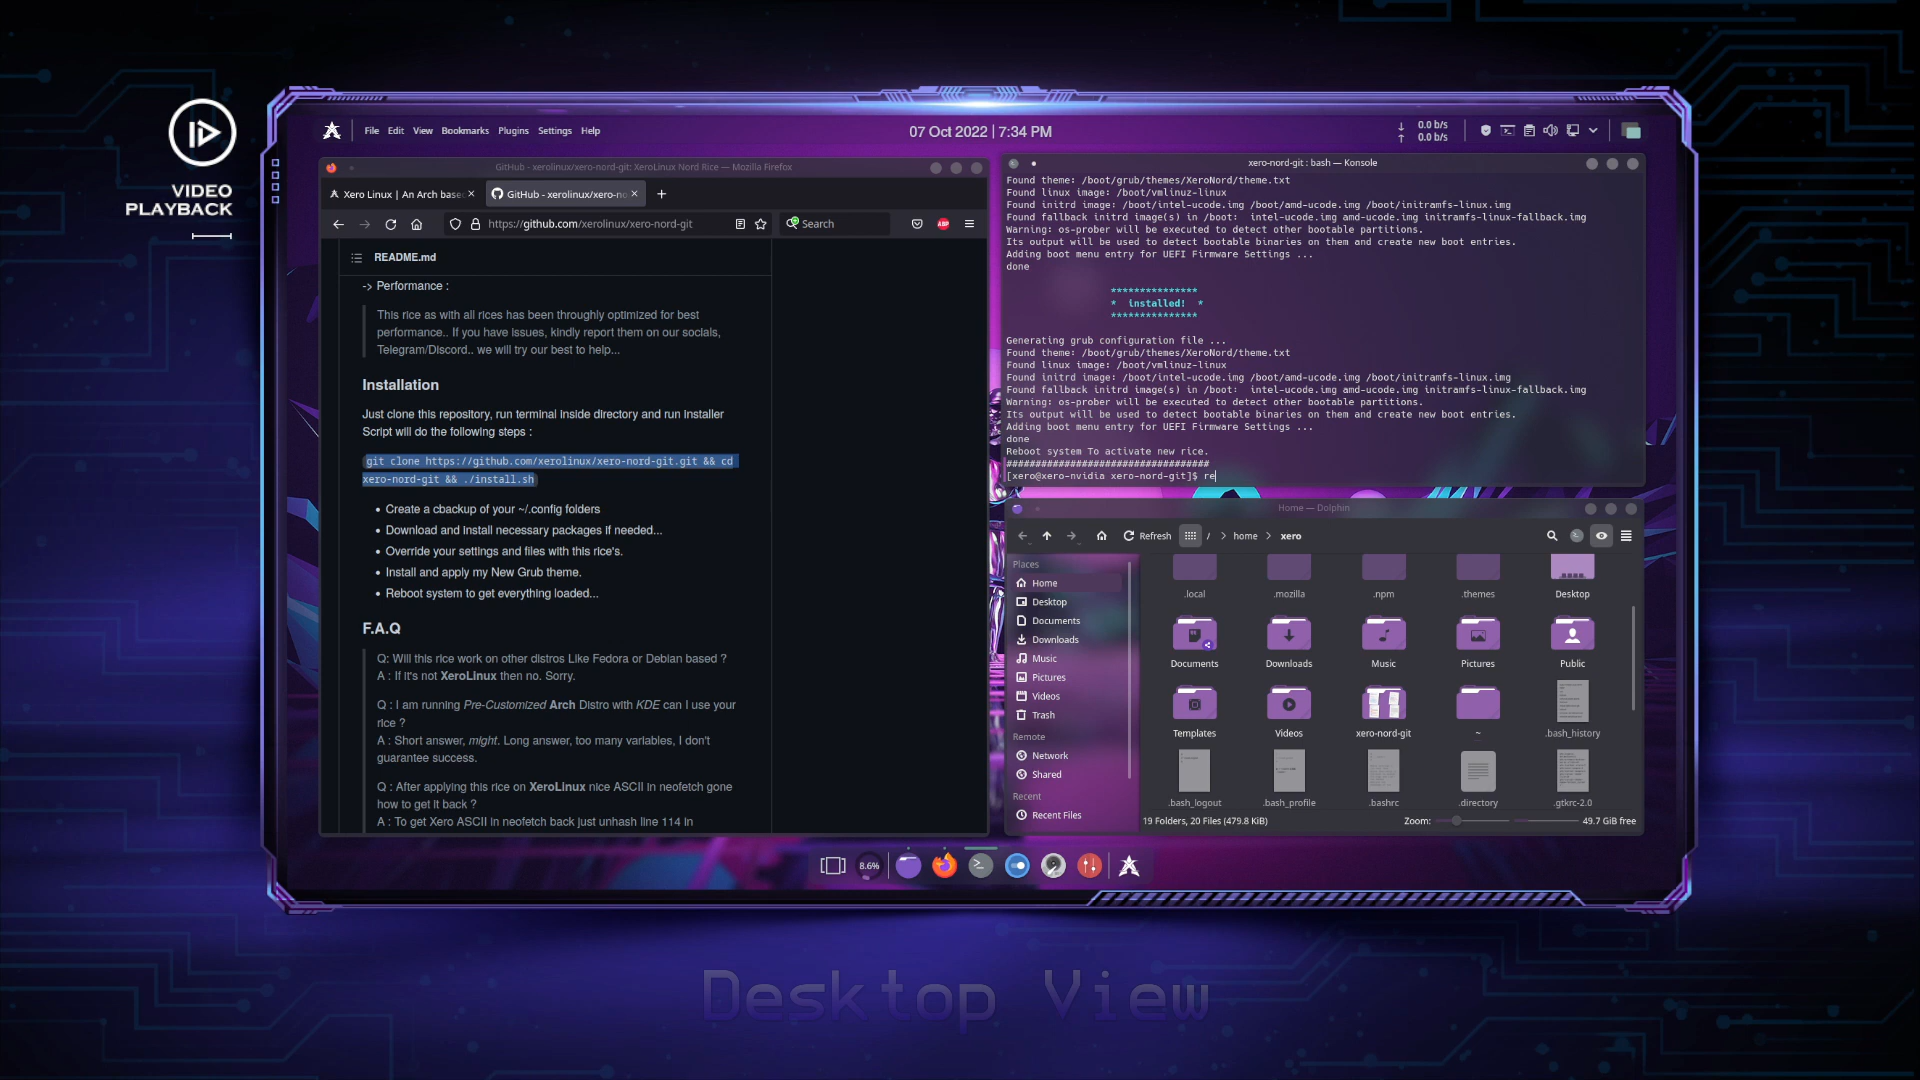 VIDEO
PLAYBACK
File Edit View Bookmarks Plugins Settings Help
07 Oct 2022 | 7:34 PM
0.0 b/s
0.0 b/s
GitHub - xerolinux/xero-nord-git: XeroLinux Nord Rice — Mozilla Firefox
Xero Linux | An Arch base
GitHub - xerolinux/xero-no
https://github.com/xerolinux/xero-nord-git
Search
ABP
README.md
-> Performance :
This rice as with all rices has been throughly optimized for best
performance.. If you have issues, kindly report them on our socials,
Telegram/Discord.. we will try our best to help...
Installation
Just clone this repository, run terminal inside directory and run installer
Script will do the following steps :
git clone https://github.com/xerolinux/xero-nord-git.git && cd
xero-nord-git && ./install.sh
• Create a cbackup of your ~/.config folders
• Download and install necessary packages if needed...
• Override your settings and files with this rice's.
• Install and apply my New Grub theme.
• Reboot system to get everything loaded...
F.A.Q
Q: Will this rice work on other distros Like Fedora or Debian based ?
A : If it's not XeroLinux then no. Sorry.
Q : I am running Pre-Customized Arch Distro with KDE can I use your
rice ?
A : Short answer, might. Long answer, too many variables, I don't
guarantee success.
Q : After applying this rice on XeroLinux nice ASCII in neofetch gone
how to get it back ?
A : To get Xero ASCII in neofetch back just unhash line 114 in
xero-nord-git : bash — Konsole
Found theme: /boot/grub/themes/XeroNord/theme.txt
Found linux image: /boot/vmlinuz-linux
Found initrd image: /boot/intel-ucode.img /boot/amd-ucode.img /boot/initramfs-linux.img
Found fallback initrd image(s) in /boot:  intel-ucode.img amd-ucode.img initramfs-linux-fallback.img
Warning: os-prober will be executed to detect other bootable partitions.
Its output will be used to detect bootable binaries on them and create new boot entries.
Adding boot menu entry for UEFI Firmware Settings ...
done
***************
*  installed!  *
***************
Generating grub configuration file ...
Found theme: /boot/grub/themes/XeroNord/theme.txt
Found linux image: /boot/vmlinuz-linux
Found initrd image: /boot/intel-ucode.img /boot/amd-ucode.img /boot/initramfs-linux.img
Found fallback initrd image(s) in /boot:  intel-ucode.img amd-ucode.img initramfs-linux-fallback.img
Warning: os-prober will be executed to detect other bootable partitions.
Its output will be used to detect bootable binaries on them and create new boot entries.
Adding boot menu entry for UEFI Firmware Settings ...
done
Reboot system To activate new rice.
##################################
[xero@xero-nvidia xero-nord-git]$ re
Home — Dolphin
Refresh / > home > xero
Places
Home
Desktop
Documents
Downloads
Music
Pictures
Videos
Trash
Remote
Network
Shared
Recent
Recent Files
.local .mozilla .npm .themes Desktop
Documents Downloads Music Pictures Public
Templates Videos xero-nord-git ~ .bash_history
.bash_logout .bash_profile .bashrc .directory .gtkrc-2.0
19 Folders, 20 Files (479.8 KiB) Zoom: 49.7 GiB free
8.6%
Desktop View